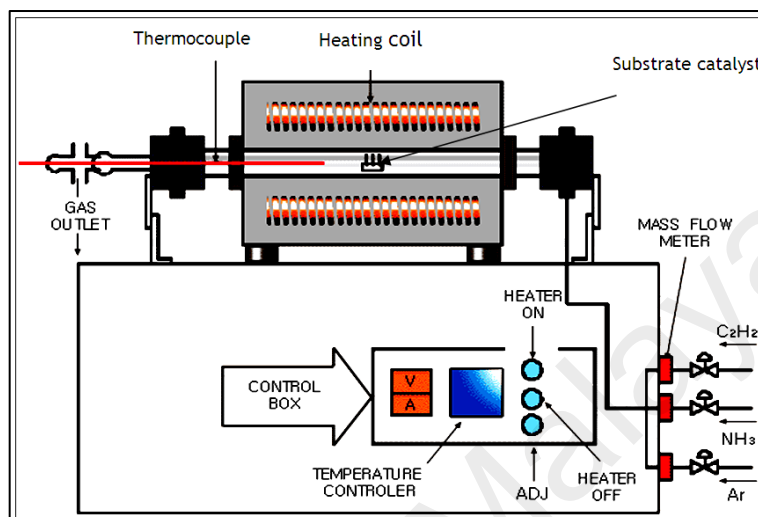 Thermocouple
Heating coil
Substrate catalyst
GAS
OUTLET
MASS FLOW
METER
HEATER
ON
C2H2
CONTROL
BOX
V
A
NH3
TEMPERATURE
CONTROLER
ADJ
HEATER
OFF
Ar
Malaya